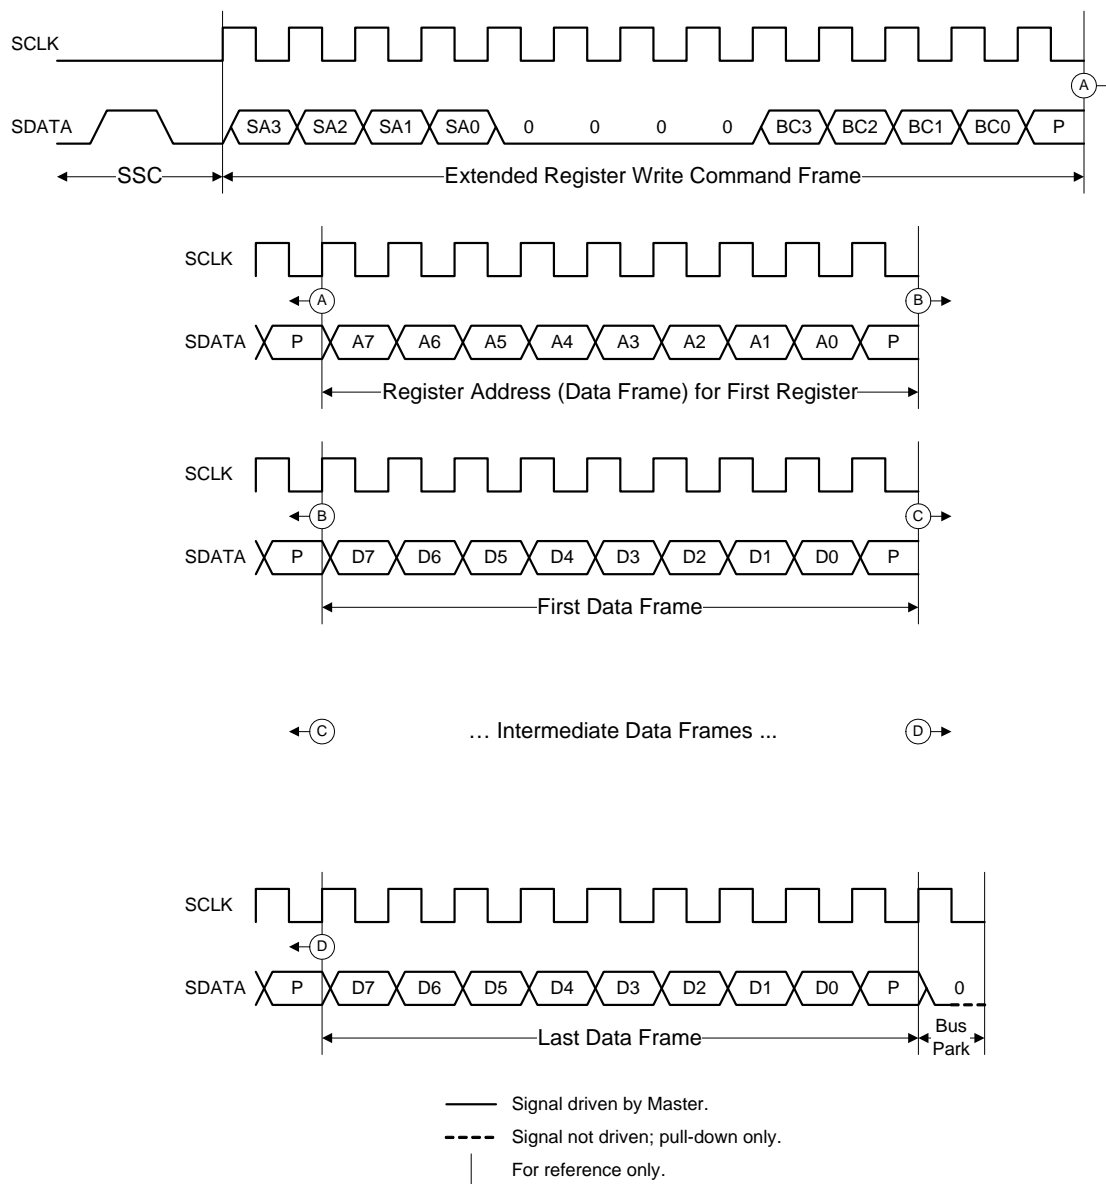 SCLK
A
SDATA SA3 SA2 SA1 SA0 0 0 0 0 BC3 BC2 BC1 BC0 P
SSC Extended Register Write Command Frame
SCLK
A B
SDATA P A7 A6 A5 A4 A3 A2 A1 A0 P
Register Address (Data Frame) for First Register
SCLK
B C
SDATA P D7 D6 D5 D4 D3 D2 D1 D0 P
First Data Frame
C … Intermediate Data Frames ... D
SCLK
D
SDATA P D7 D6 D5 D4 D3 D2 D1 D0 P 0
Last Data Frame
Bus
Park
Signal driven by Master.
Signal not driven; pull-down only.
For reference only.